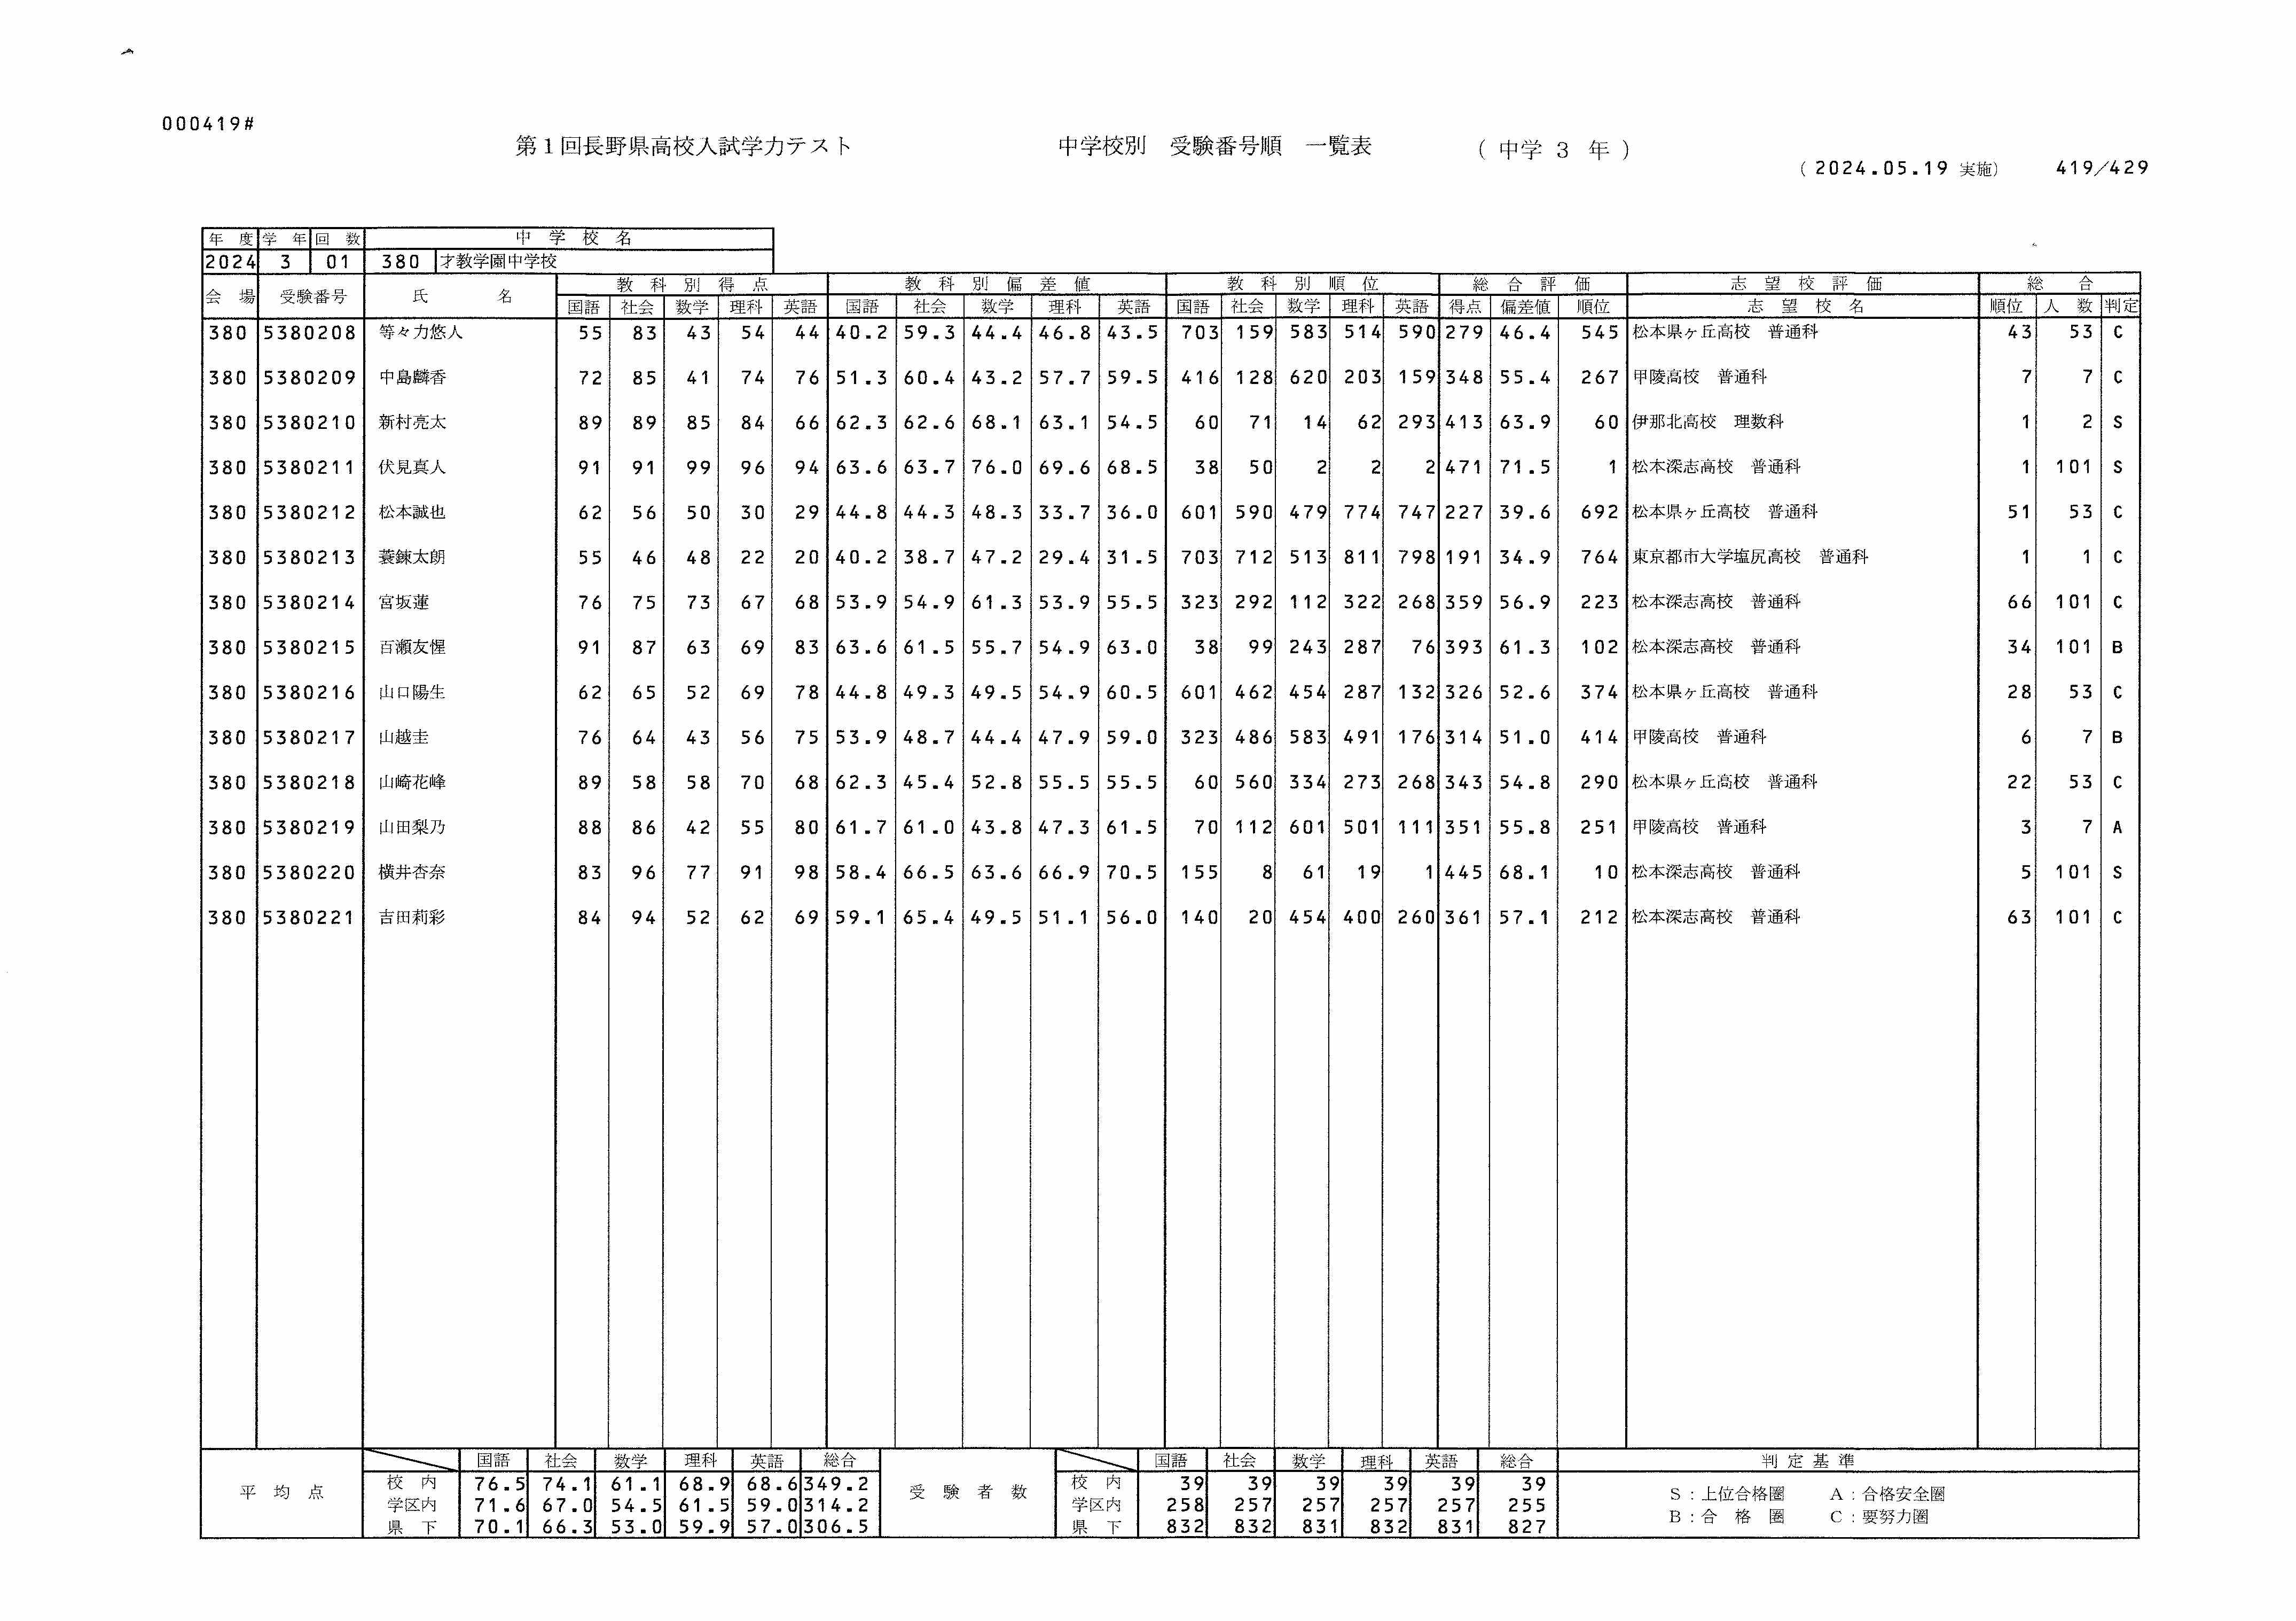 000419#
第1回長野県高校入試学力テスト 中学校別 受験番号順 一覧表 ( 中学 3 年 )
( 2024.05.19 実施) 419/429
年度 学年 回数 中学校名
2024 3 01 380 才教学園中学校
教科別得点 教科別偏差値 教科別順位 総合評価 志望校評価 総合
会場 受験番号 氏名 国語 社会 数学 理科 英語 国語 社会 数学 理科 英語 国語 社会 数学 理科 英語 得点 偏差値 順位 志望校名 順位 人数 判定
380 5380208 等々力悠人 55 83 43 54 44 40.2 59.3 44.4 46.8 43.5 703 159 583 514 590 279 46.4 545 松本県ヶ丘高校 普通科 43 53 C
380 5380209 中島麟香 72 85 41 74 76 51.3 60.4 43.2 57.7 59.5 416 128 620 203 159 348 55.4 267 甲陵高校 普通科 7 7 C
380 5380210 新村亮太 89 89 85 84 66 62.3 62.6 68.1 63.1 54.5 60 71 14 62 293 413 63.9 60 伊那北高校 理数科 1 2 S
380 5380211 伏見真人 91 91 99 96 94 63.6 63.7 76.0 69.6 68.5 38 50 2 2 2 471 71.5 1 松本深志高校 普通科 1 101 S
380 5380212 松本誠也 62 56 50 30 29 44.8 44.3 48.3 33.7 36.0 601 590 479 774 747 227 39.6 692 松本県ヶ丘高校 普通科 51 53 C
380 5380213 蓑錬太朗 55 46 48 22 20 40.2 38.7 47.2 29.4 31.5 703 712 513 811 798 191 34.9 764 東京都市大学塩尻高校 普通科 1 1 C
380 5380214 宮坂蓮 76 75 73 67 68 53.9 54.9 61.3 53.9 55.5 323 292 112 322 268 359 56.9 223 松本深志高校 普通科 66 101 C
380 5380215 百瀬友惺 91 87 63 69 83 63.6 61.5 55.7 54.9 63.0 38 99 243 287 76 393 61.3 102 松本深志高校 普通科 34 101 B
380 5380216 山口陽生 62 65 52 69 78 44.8 49.3 49.5 54.9 60.5 601 462 454 287 132 326 52.6 374 松本県ヶ丘高校 普通科 28 53 C
380 5380217 山越圭 76 64 43 56 75 53.9 48.7 44.4 47.9 59.0 323 486 583 491 176 314 51.0 414 甲陵高校 普通科 6 7 B
380 5380218 山崎花峰 89 58 58 70 68 62.3 45.4 52.8 55.5 55.5 60 560 334 273 268 343 54.8 290 松本県ヶ丘高校 普通科 22 53 C
380 5380219 山田梨乃 88 86 42 55 80 61.7 61.0 43.8 47.3 61.5 70 112 601 501 111 351 55.8 251 甲陵高校 普通科 3 7 A
380 5380220 横井杏奈 83 96 77 91 98 58.4 66.5 63.6 66.9 70.5 155 8 61 19 1 445 68.1 10 松本深志高校 普通科 5 101 S
380 5380221 吉田莉彩 84 94 52 62 69 59.1 65.4 49.5 51.1 56.0 140 20 454 400 260 361 57.1 212 松本深志高校 普通科 63 101 C
国語 社会 数学 理科 英語 総合 国語 社会 数学 理科 英語 総合 判定基準
平均点 校内 76.5 74.1 61.1 68.9 68.6 349.2 受験者数 校内 39 39 39 39 39 39
学区内 71.6 67.0 54.5 61.5 59.0 314.2 学区内 258 257 257 257 257 255 S:上位合格圏 A:合格安全圏
県下 70.1 66.3 53.0 59.9 57.0 306.5 県下 832 832 831 832 831 827 B:合格圏 C:要努力圏